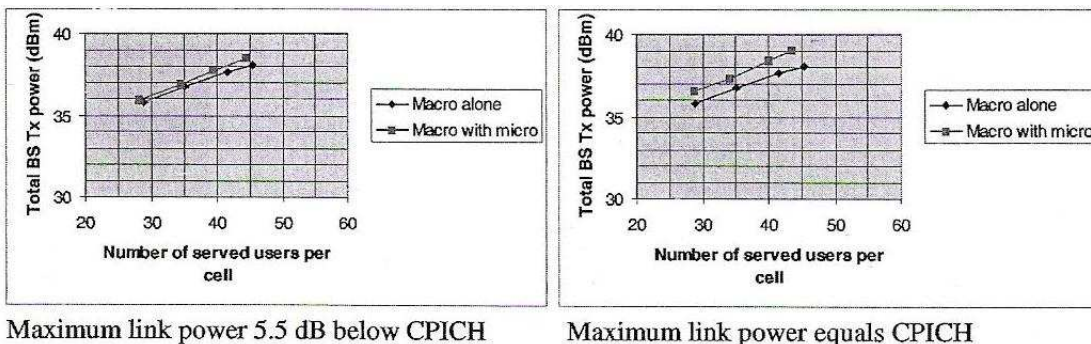 40
35
30
Total BS Tx power (dBm)
20 30 40 50 60
Number of served users per
cell
Macro alone
Macro with micro
Maximum link power 5.5 dB below CPICH
40
35
30
Total BS Tx power (dBm)
20 30 40 50 60
Number of served users per
cell
Macro alone
Macro with micro
Maximum link power equals CPICH